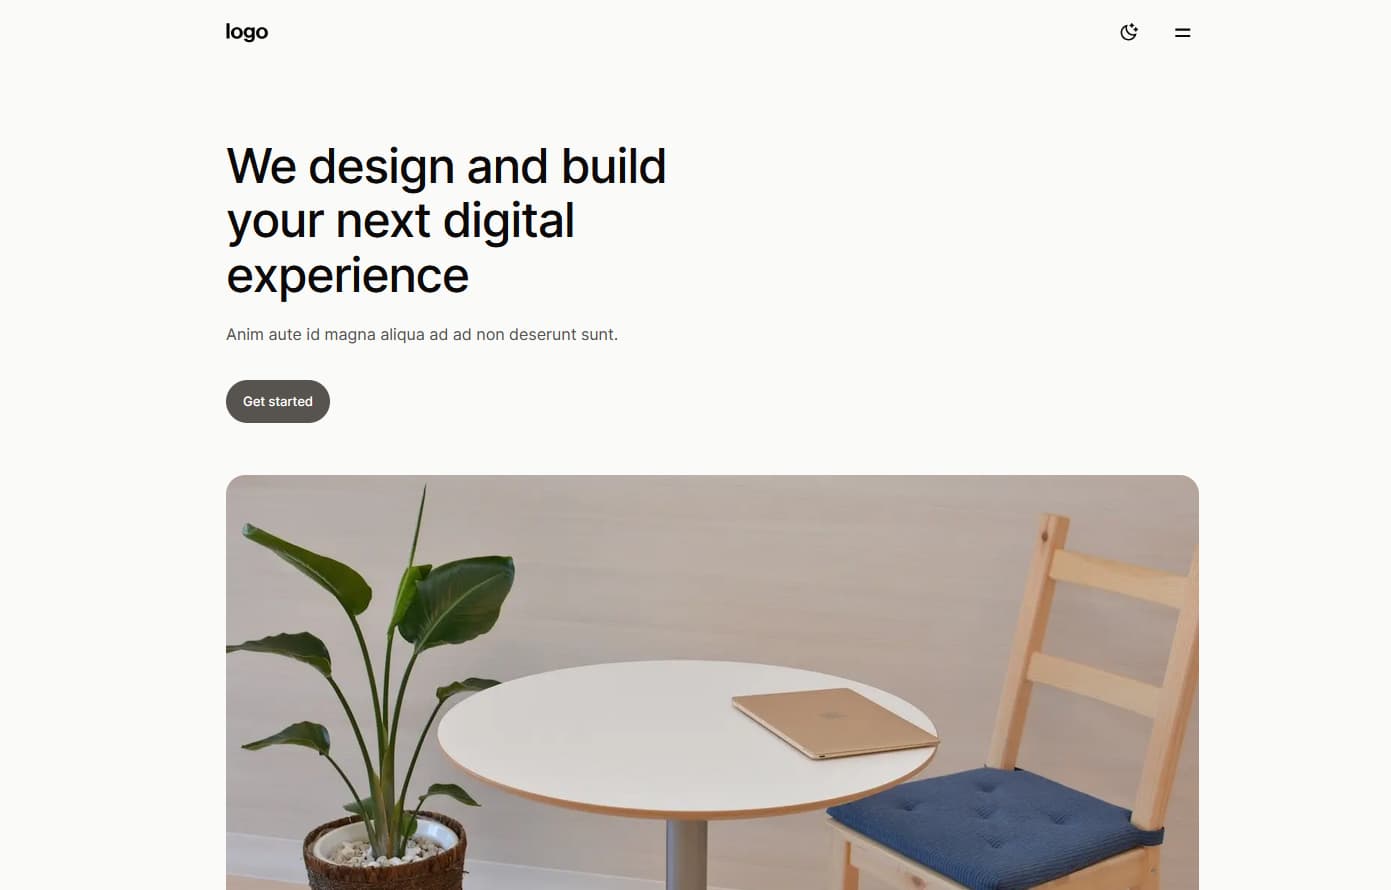 logo
We design and build
your next digital
experience
Anim aute id magna aliqua ad ad non deserunt sunt.
Get started